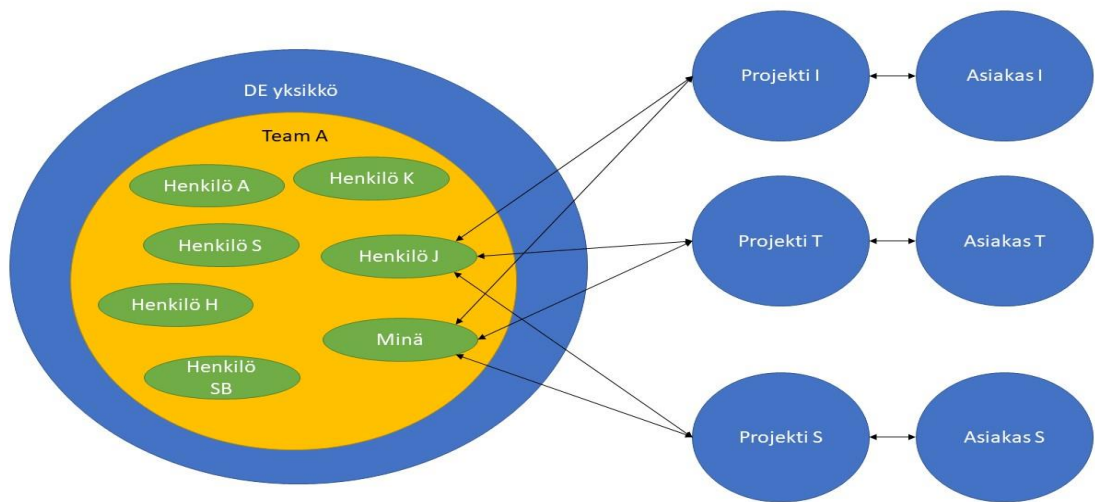 DE yksikkö
Team A
Henkilö A
Henkilö K
Henkilö S
Henkilö J
Henkilö H
Minä
Henkilö
SB
Projekti I
Asiakas I
Projekti T
Asiakas T
Projekti S
Asiakas S